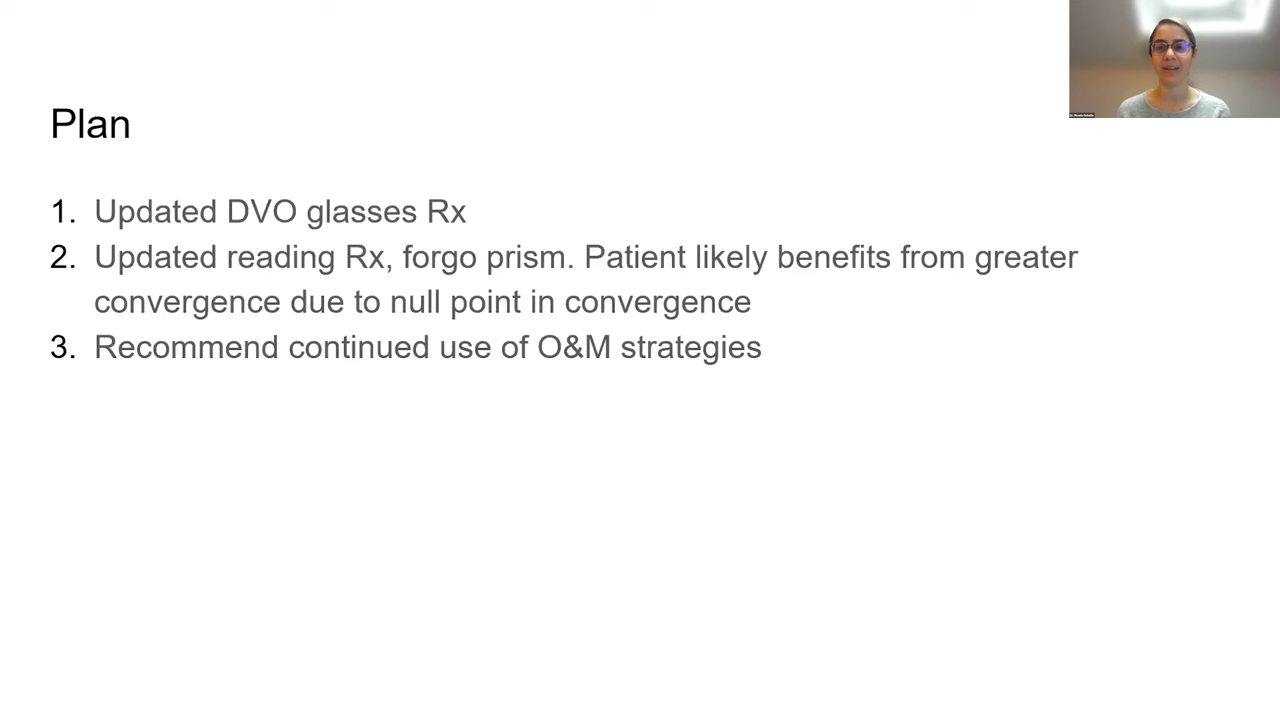 Plan
1. Updated DVO glasses Rx
2. Updated reading Rx, forgo prism. Patient likely benefits from greater
convergence due to null point in convergence
3. Recommend continued use of O&M strategies